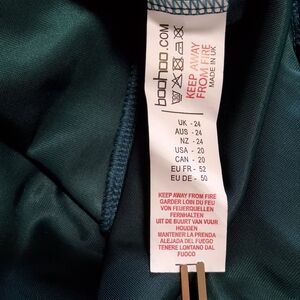 boohoo.com
KEEP AWAY
FROM FIRE
MADE IN UK
UK - 24
AUS - 24
NZ - 24
USA - 20
CAN - 20
EU FR - 52
EU DE - 50
KEEP AWAY FROM FIRE
GARDER LOIN DU FEU
VON FEUERQUELLEN
FERNHALTEN
UIT DE BUURT VAN VUUR
HOUDEN
MANTENER LA PRENDA
ALEJADA DEL FUEGO
TENERE LONTANO DAL
FUOCO